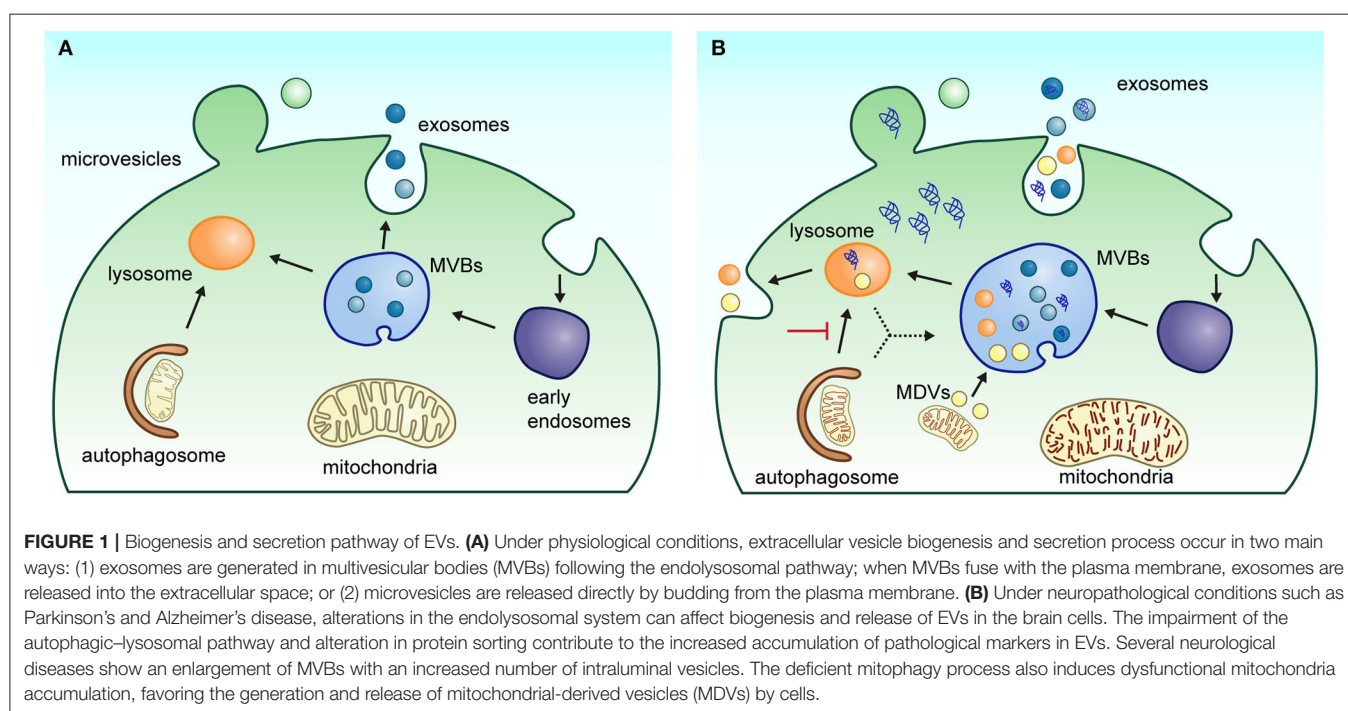 A
exosomes
microvesicles
lysosome
MVBs
early
endosomes
autophagosome
mitochondria
B
exosomes
lysosome
MVBs
MDVs
autophagosome
mitochondria
FIGURE 1 | Biogenesis and secretion pathway of EVs. (A) Under physiological conditions, extracellular vesicle biogenesis and secretion process occur in two main
ways: (1) exosomes are generated in multivesicular bodies (MVBs) following the endolysosomal pathway; when MVBs fuse with the plasma membrane, exosomes are
released into the extracellular space; or (2) microvesicles are released directly by budding from the plasma membrane. (B) Under neuropathological conditions such as
Parkinson's and Alzheimer's disease, alterations in the endolysosomal system can affect biogenesis and release of EVs in the brain cells. The impairment of the
autophagic–lysosomal pathway and alteration in protein sorting contribute to the increased accumulation of pathological markers in EVs. Several neurological
diseases show an enlargement of MVBs with an increased number of intraluminal vesicles. The deficient mitophagy process also induces dysfunctional mitochondria
accumulation, favoring the generation and release of mitochondrial-derived vesicles (MDVs) by cells.